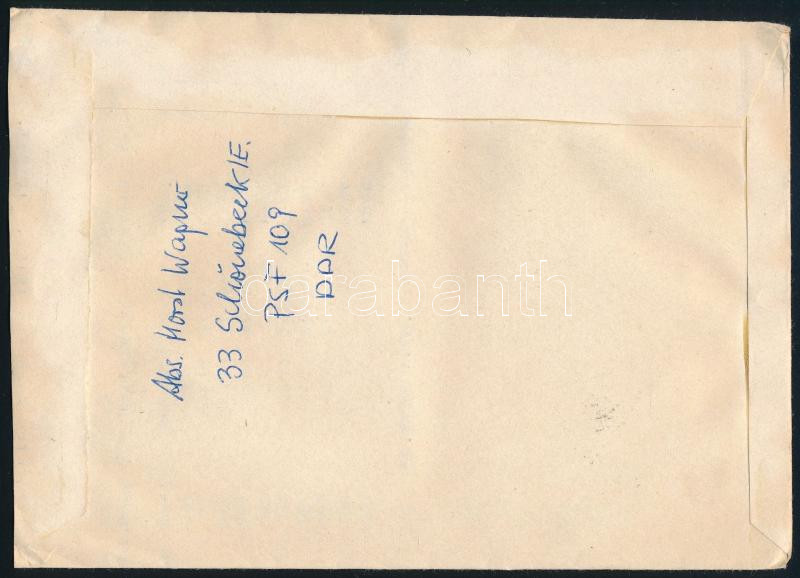 Abs. Horst Wagner
33 Schönebeck/E.
PSF 109
DDR
darabanth